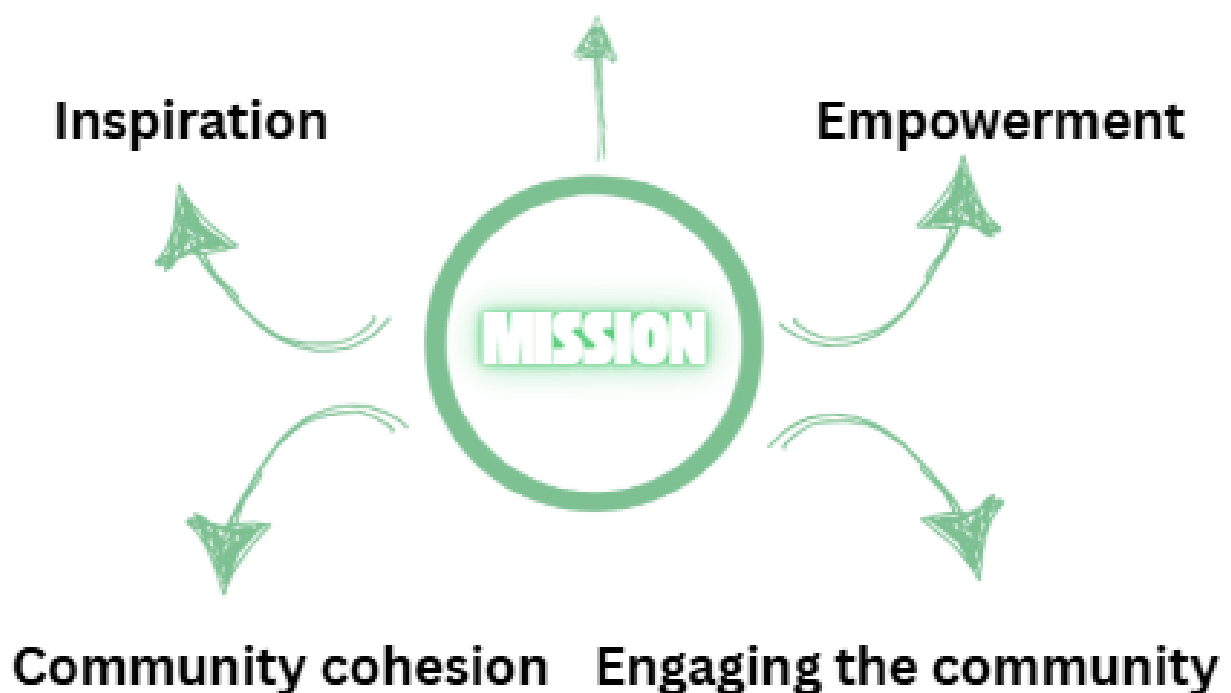 Inspiration
Empowerment
MISSION
Community cohesion
Engaging the community